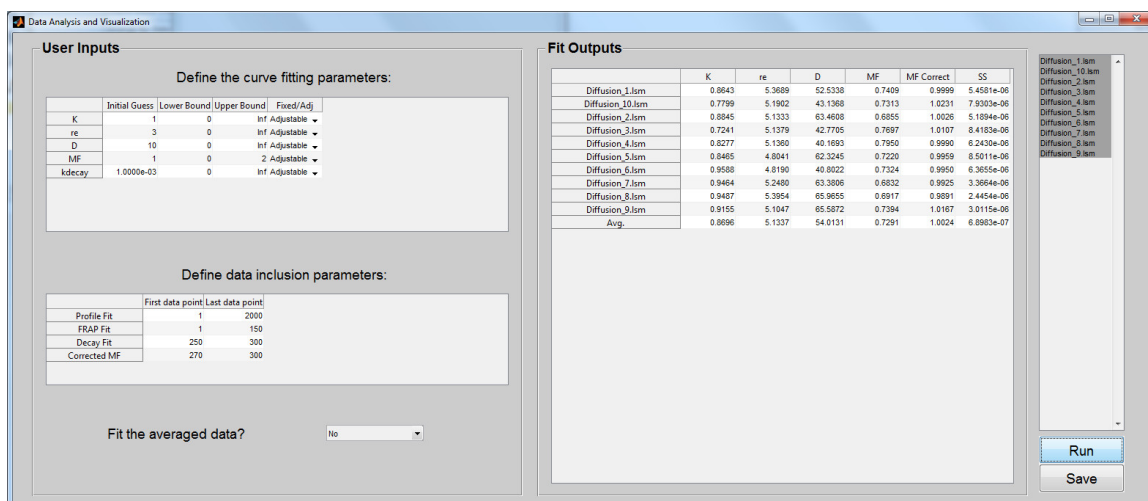 Data Analysis and Visualization
User Inputs
Define the curve fitting parameters:
Initial Guess Lower Bound Upper Bound Fixed/Adj
K 1 0 Inf Adjustable
re 3 0 Inf Adjustable
D 10 0 Inf Adjustable
MF 1 0 2 Adjustable
kdecay 1.0000e-03 0 Inf Adjustable
Define data inclusion parameters:
First data point Last data point
Profile Fit 1 2000
FRAP Fit 1 150
Decay Fit 250 300
Corrected MF 270 300
Fit the averaged data? No
Fit Outputs
K re D MF MF Correct SS
Diffusion_1.lsm 0.8643 5.3689 52.5338 0.7409 0.9999 5.4581e-06
Diffusion_10.lsm 0.7799 5.1902 43.1368 0.7313 1.0231 7.9303e-06
Diffusion_2.lsm 0.8845 5.1333 63.4608 0.6855 1.0026 5.1894e-06
Diffusion_3.lsm 0.7241 5.1379 42.7705 0.7697 1.0107 8.4183e-06
Diffusion_4.lsm 0.8277 5.1360 40.1693 0.7950 0.9990 6.2430e-06
Diffusion_5.lsm 0.8465 4.8041 62.3245 0.7220 0.9959 8.5011e-06
Diffusion_6.lsm 0.9588 4.8190 40.8022 0.7324 0.9950 6.3655e-06
Diffusion_7.lsm 0.9464 5.2480 63.3806 0.6832 0.9925 3.3664e-06
Diffusion_8.lsm 0.9487 5.3954 65.9655 0.6917 0.9891 2.4454e-06
Diffusion_9.lsm 0.9155 5.1047 65.5872 0.7394 1.0167 3.0115e-06
Avg. 0.8696 5.1337 54.0131 0.7291 1.0024 6.8983e-07
Diffusion_1.lsm
Diffusion_10.lsm
Diffusion_2.lsm
Diffusion_3.lsm
Diffusion_4.lsm
Diffusion_5.lsm
Diffusion_6.lsm
Diffusion_7.lsm
Diffusion_8.lsm
Diffusion_9.lsm
Run
Save